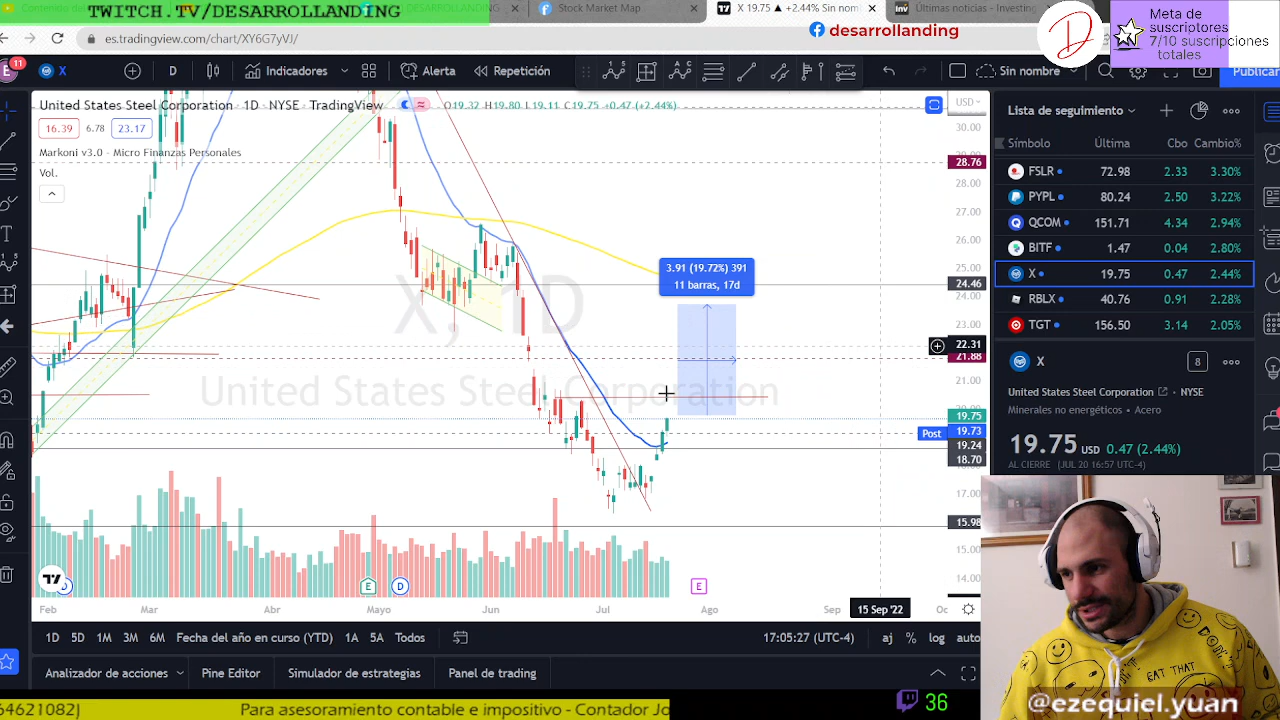 TWITCH.TV/DESARROLLANDING
Stock Market Map
X 19.75 ▲ +2.44% Sin nom
Últimas noticias - Investing
es.tradingview.com/chart/XY6G7yVJ/
desarrollanding
Meta de
suscriptores
7/10 suscripciones
totales
E
11
X
D
Indicadores
Alerta
Repetición
Sin nombre
Publicar
United States Steel Corporation · 1D · NYSE · TradingView
O19.32 H19.80 L19.11 C19.75 +0.47 (+2.44%)
USD
16.39
6.78
23.17
Markoni v3.0 - Micro Finanzas Personales
Vol.
X, 1D
United States Steel Corporation
3.91 (19.72%) 391
11 barras, 17d
30.00
28.76
28.00
27.00
26.00
25.00
24.46
24.00
23.00
22.31
21.88
21.00
19.75
Post
19.73
19.24
18.70
17.00
15.98
15.00
14.00
E
D
E
Feb
Mar
Abr
Mayo
Jun
Jul
Ago
Sep
15 Sep '22
Oc
1D
5D
1M
3M
6M
Fecha del año en curso (YTD)
1A
5A
Todos
17:05:27 (UTC-4)
aj
%
log
auto
Analizador de acciones
Pine Editor
Simulador de estrategias
Panel de trading
Lista de seguimiento
Símbolo
Última
Cbo
Cambio%
FSLR 72.98 2.33 3.30%
PYPL 80.24 2.50 3.22%
QCOM 151.71 4.34 2.94%
BITF 1.47 0.04 2.80%
X 19.75 0.47 2.44%
RBLX 40.76 0.91 2.28%
TGT 156.50 3.14 2.05%
X
8
United States Steel Corporation
NYSE
Minerales no energéticos • Acero
19.75 USD 0.47 (2.44%)
AL CIERRE (JUL 20 16:57 UTC-4)
EAT THAT
@ezequiel.yuan
64621082)
Para asesoramiento contable e impositivo - Contador Jo
36